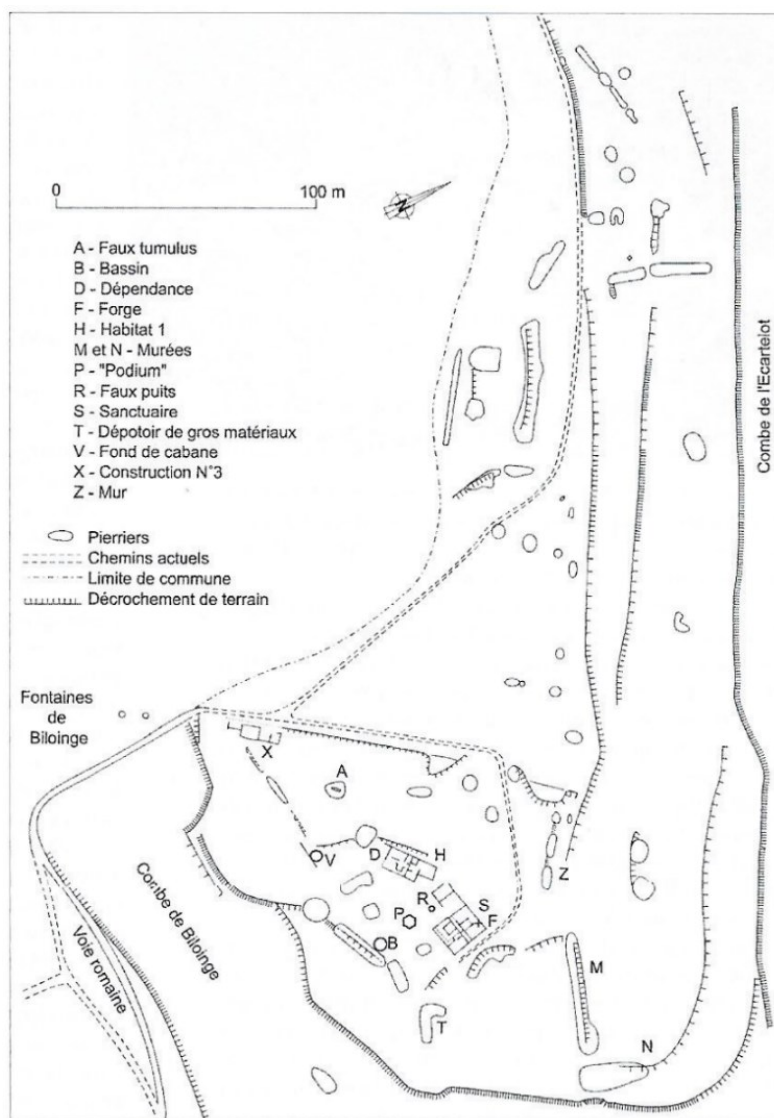 0 100 m
N
A - Faux tumulus
B - Bassin
D - Dépendance
F - Forge
H - Habitat 1
M et N - Murées
P - "Podium"
R - Faux puits
S - Sanctuaire
T - Dépotoir de gros matériaux
V - Fond de cabane
X - Construction N°3
Z - Mur
Pierriers
Chemins actuels
Limite de commune
Décrochement de terrain
Combe de l'Ecartelot
Fontaines
de
Biloinge
X
A
V
D
H
Z
R
S
P
F
B
M
T
N
Combe de Biloinge
Voie romaine